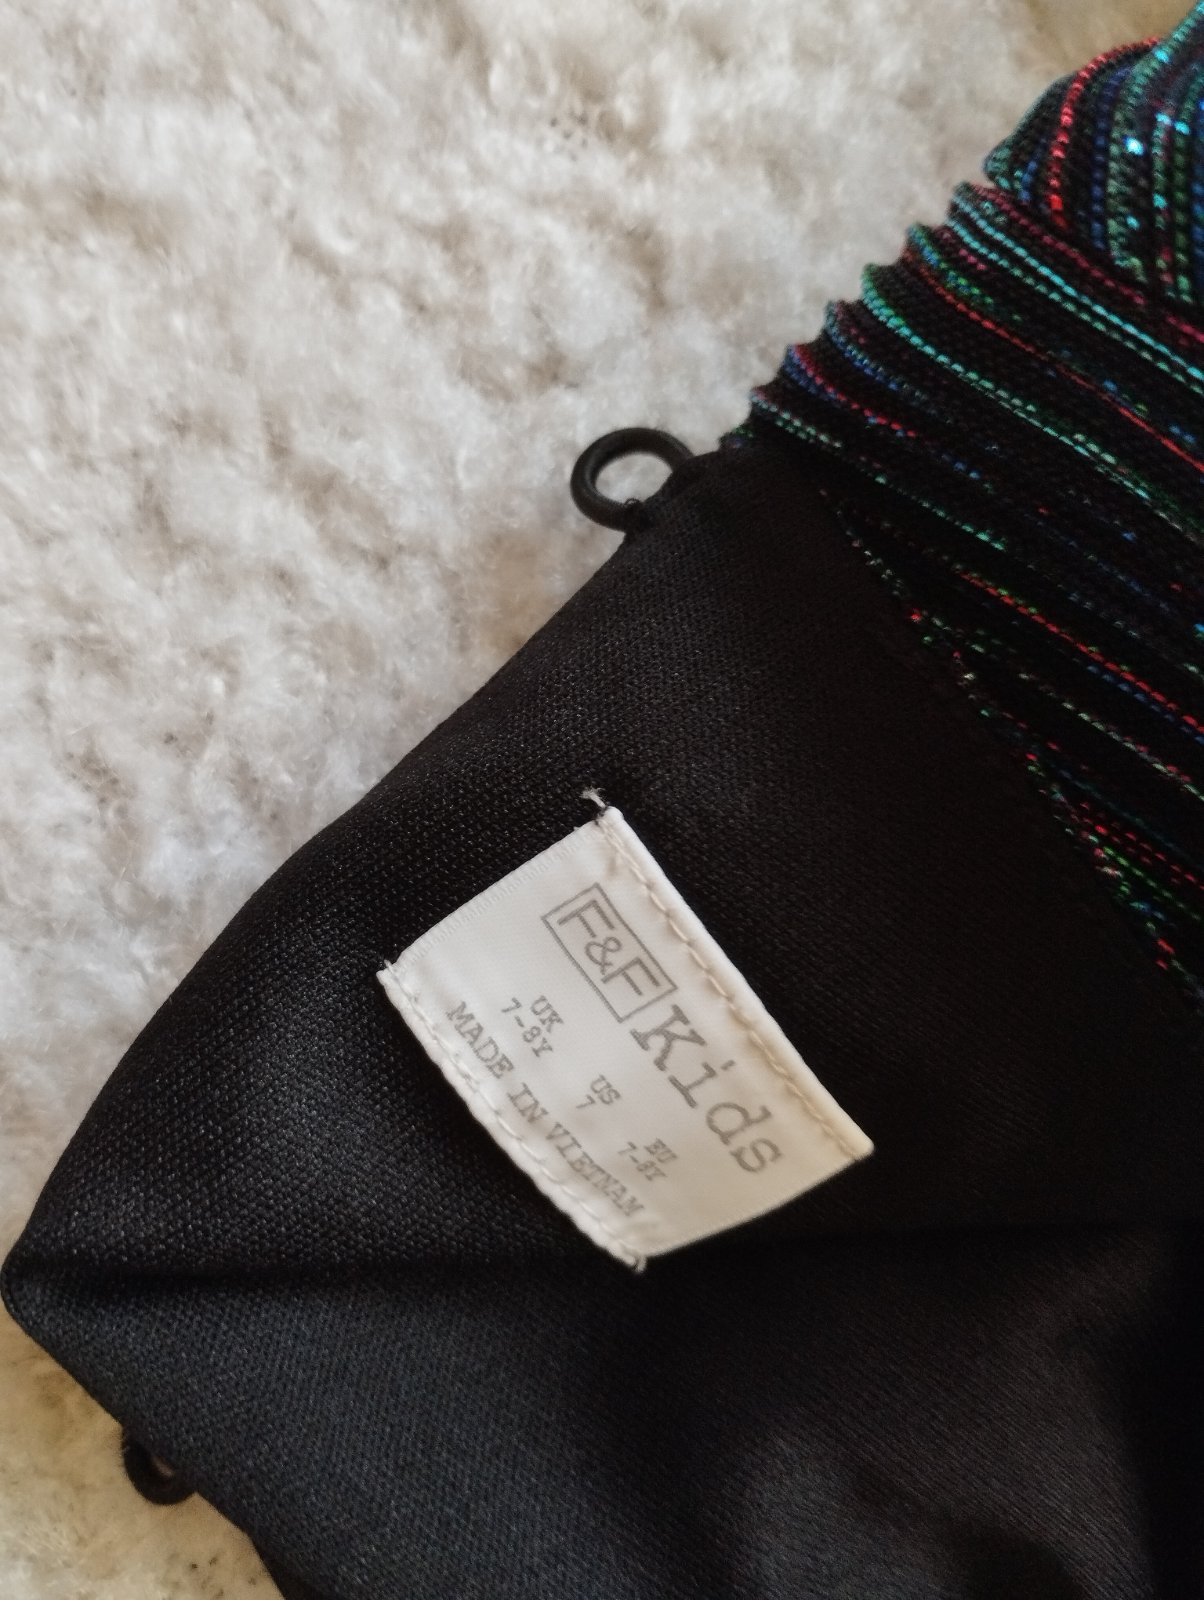 F&F Kids
UK US EU
7-8Y 7 7-8Y
MADE IN VIETNAM